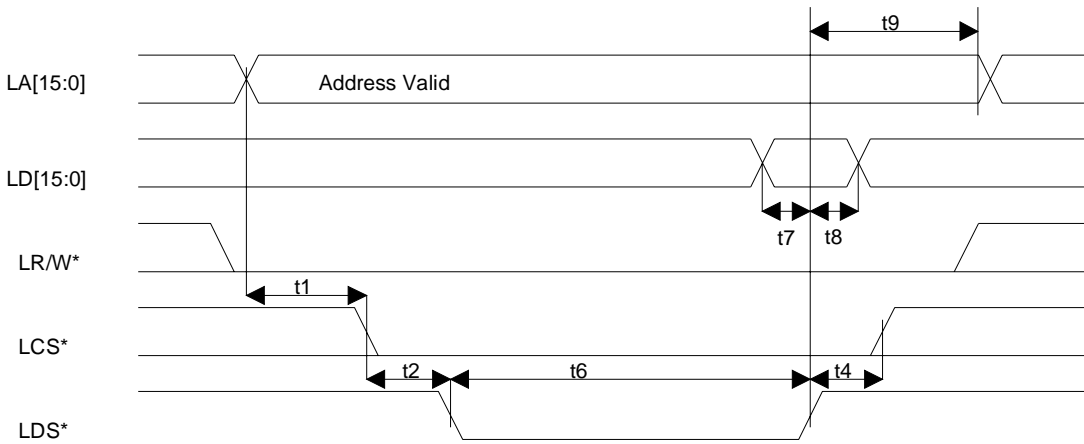 t9
LA[15:0]
Address Valid
LD[15:0]
t7
t8
LR/W*
t1
LCS*
t2
t6
t4
LDS*